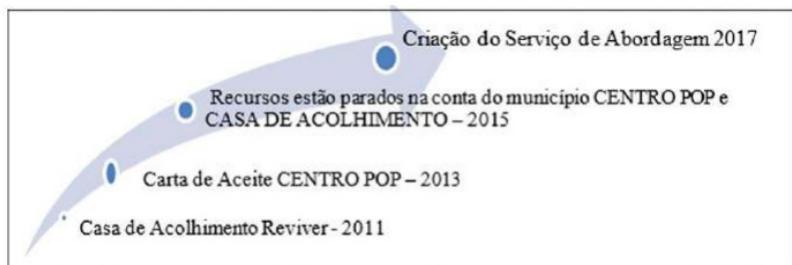 Criação do Serviço de Abordagem 2017
Recursos estão parados na conta do município CENTRO POP e
CASA DE ACOLHIMENTO – 2015
Carta de Aceite CENTRO POP – 2013
Casa de Acolhimento Reviver - 2011